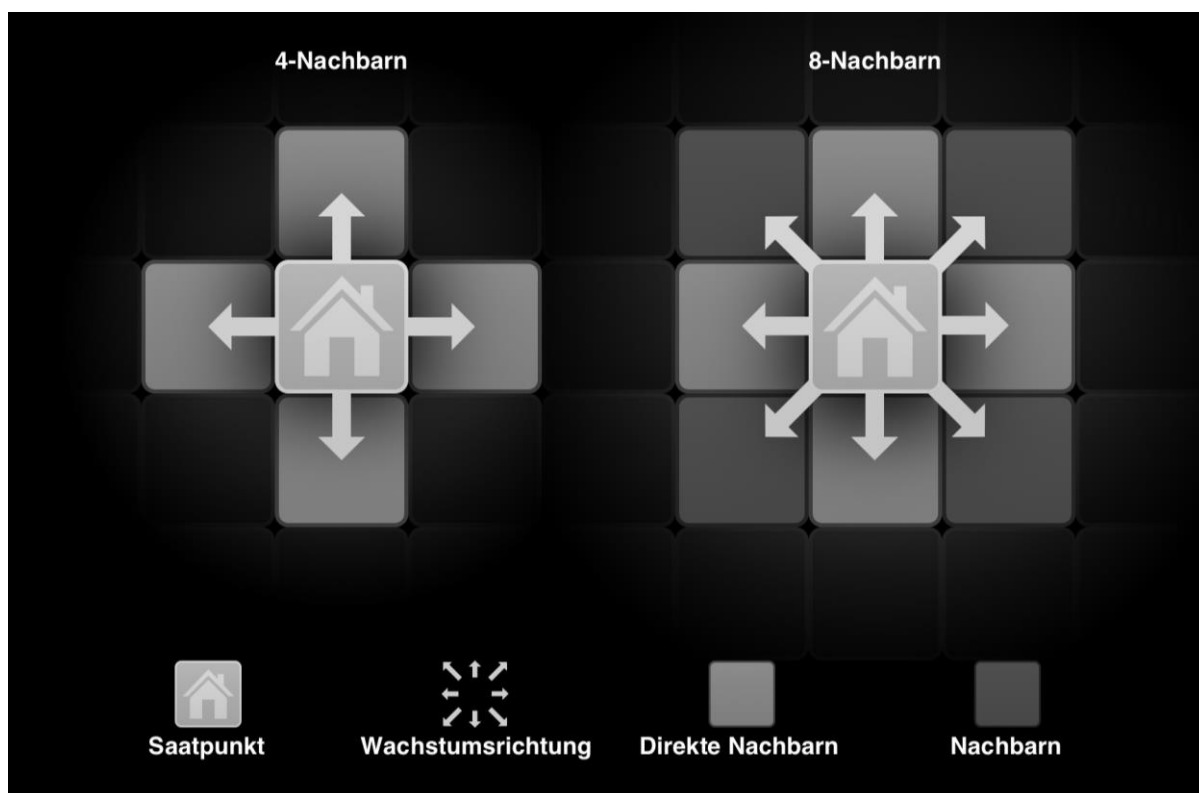 4-Nachbarn
8-Nachbarn
Saatpunkt
Wachstumsrichtung
Direkte Nachbarn
Nachbarn